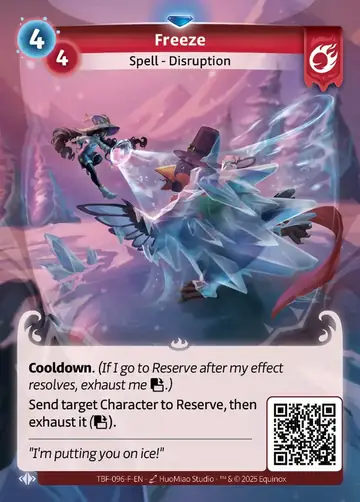 4
4
Freeze
Spell - Disruption
Cooldown. (If I go to Reserve after my effect
resolves, exhaust me.)
Send target Character to Reserve, then
exhaust it ().
"I'm putting you on ice!"
TBF-096-F-EN - HuoMiao Studio - ™ & © 2025 Equinox